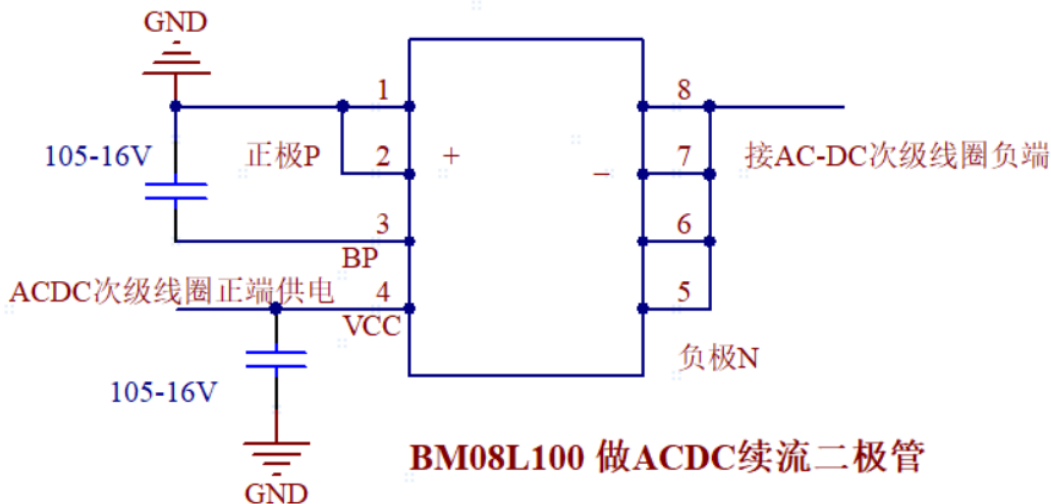 GND
1
8
105-16V
正极P
2
+
−
7
接AC-DC次级线圈负端
3
6
BP
ACDC次级线圈正端供电
4
5
VCC
负极N
105-16V
BM08L100 做ACDC续流二极管
GND